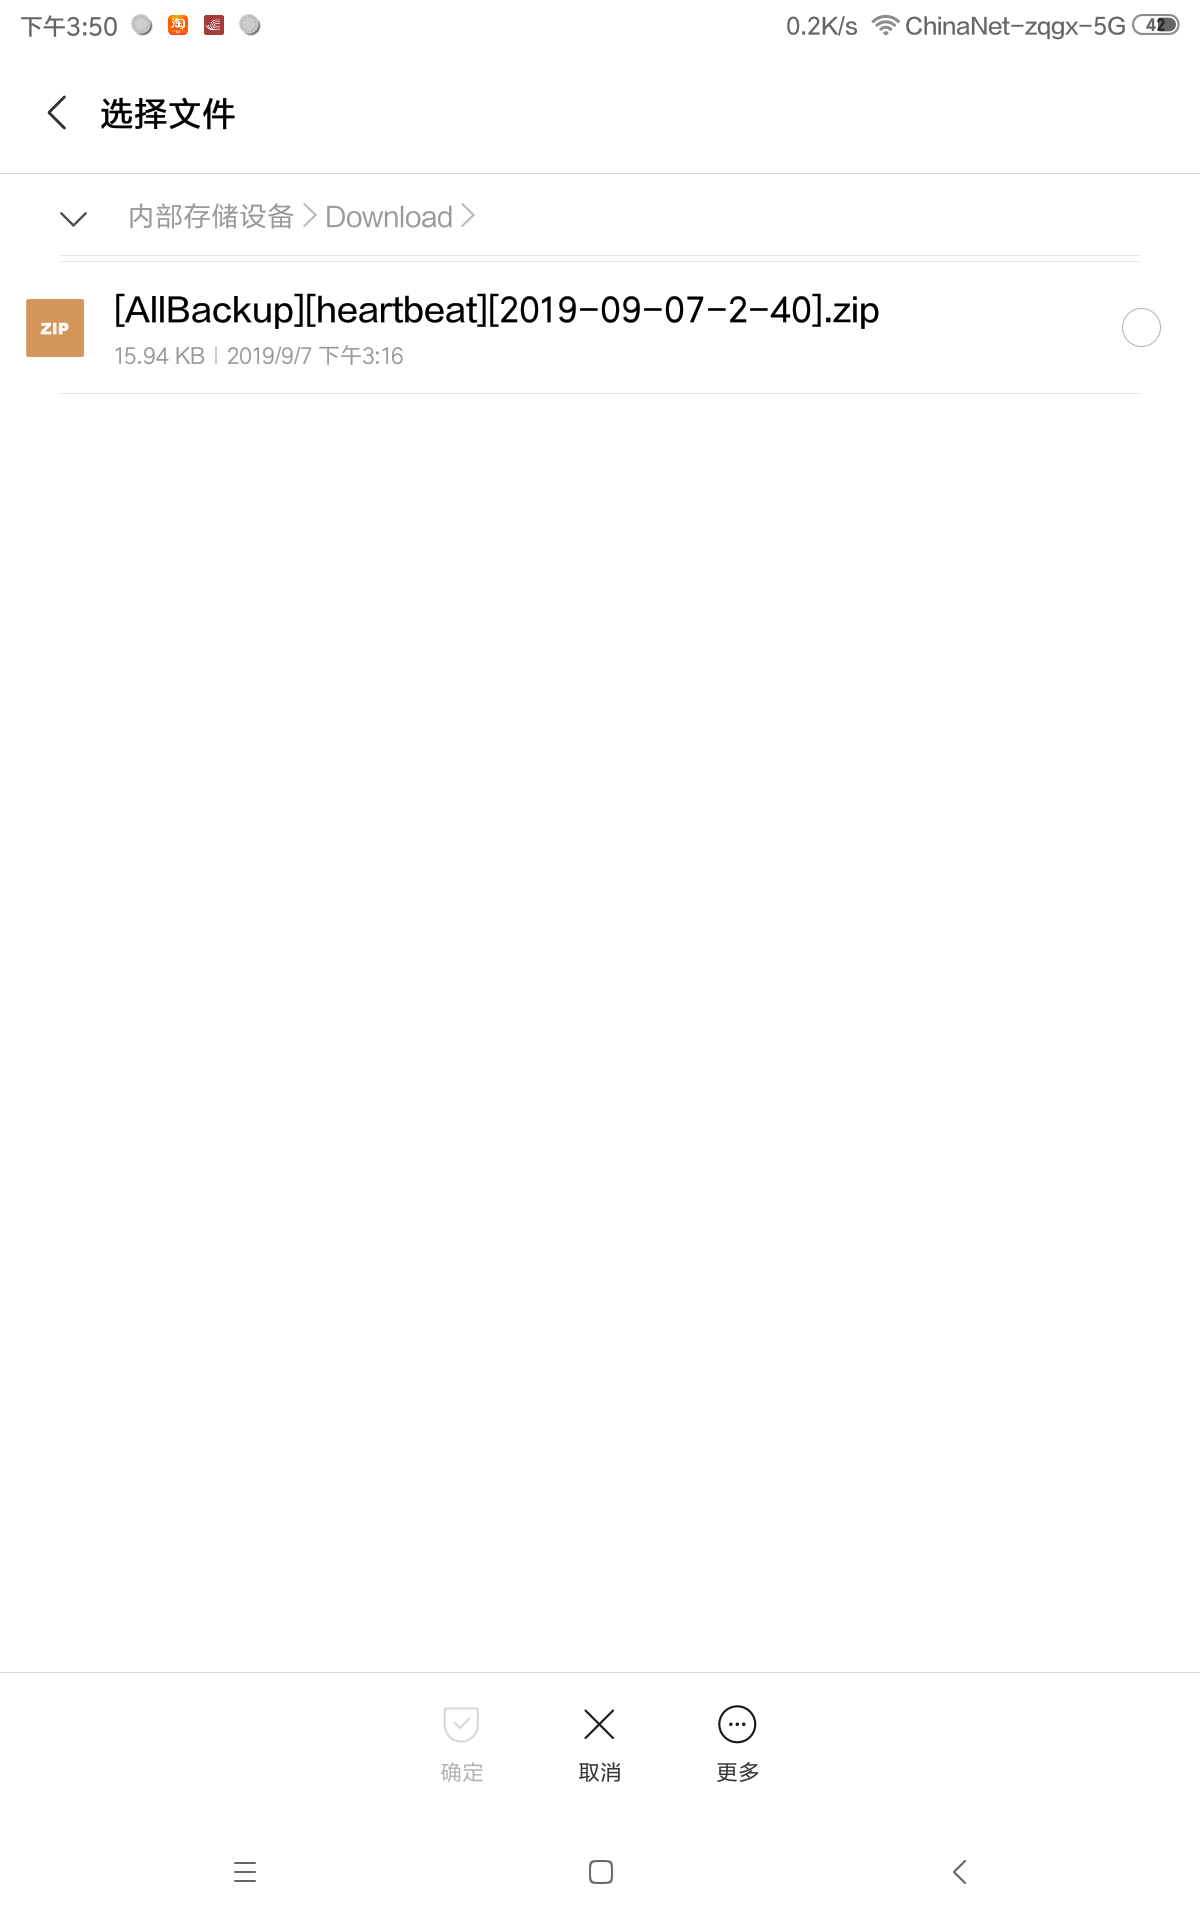 下午3:50 淘 0.2K/s ChinaNet-zqgx-5G 42
选择文件
内部存储设备 Download
ZIP
[AllBackup][heartbeat][2019-09-07-2-40].zip
15.94 KB | 2019/9/7 下午3:16
确定 取消 更多